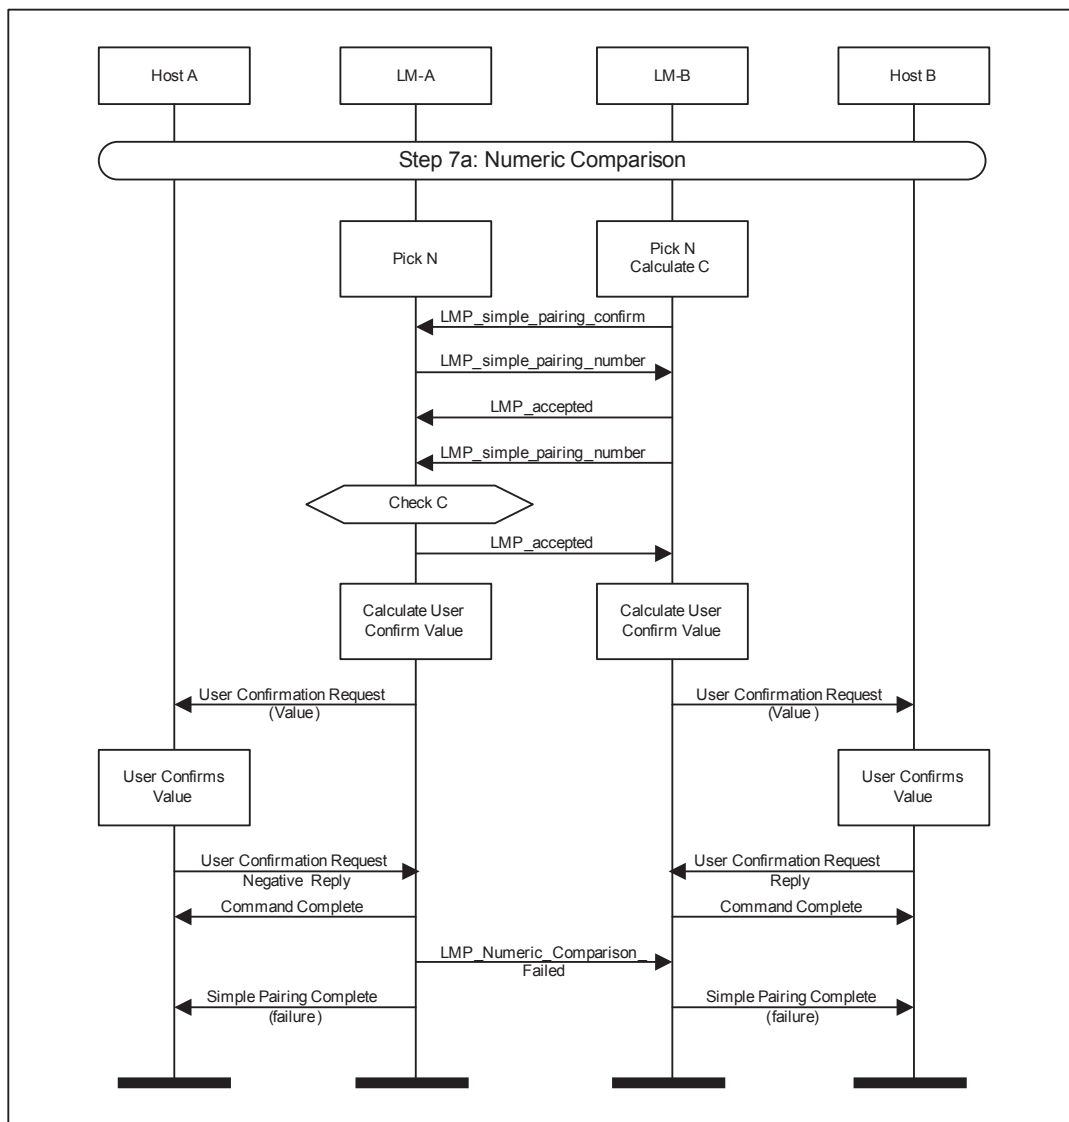 Host A
LM-A
LM-B
Host B
Step 7a: Numeric Comparison
Pick N
Pick N
Calculate C
LMP_simple_pairing_confirm
LMP_simple_pairing_number
LMP_accepted
LMP_simple_pairing_number
Check C
LMP_accepted
Calculate User
Confirm Value
Calculate User
Confirm Value
User Confirmation Request
(Value)
User Confirmation Request
(Value)
User Confirms
Value
User Confirms
Value
User Confirmation Request
Negative Reply
User Confirmation Request
Reply
Command Complete
Command Complete
LMP_Numeric_Comparison_
Failed
Simple Pairing Complete
(failure)
Simple Pairing Complete
(failure)